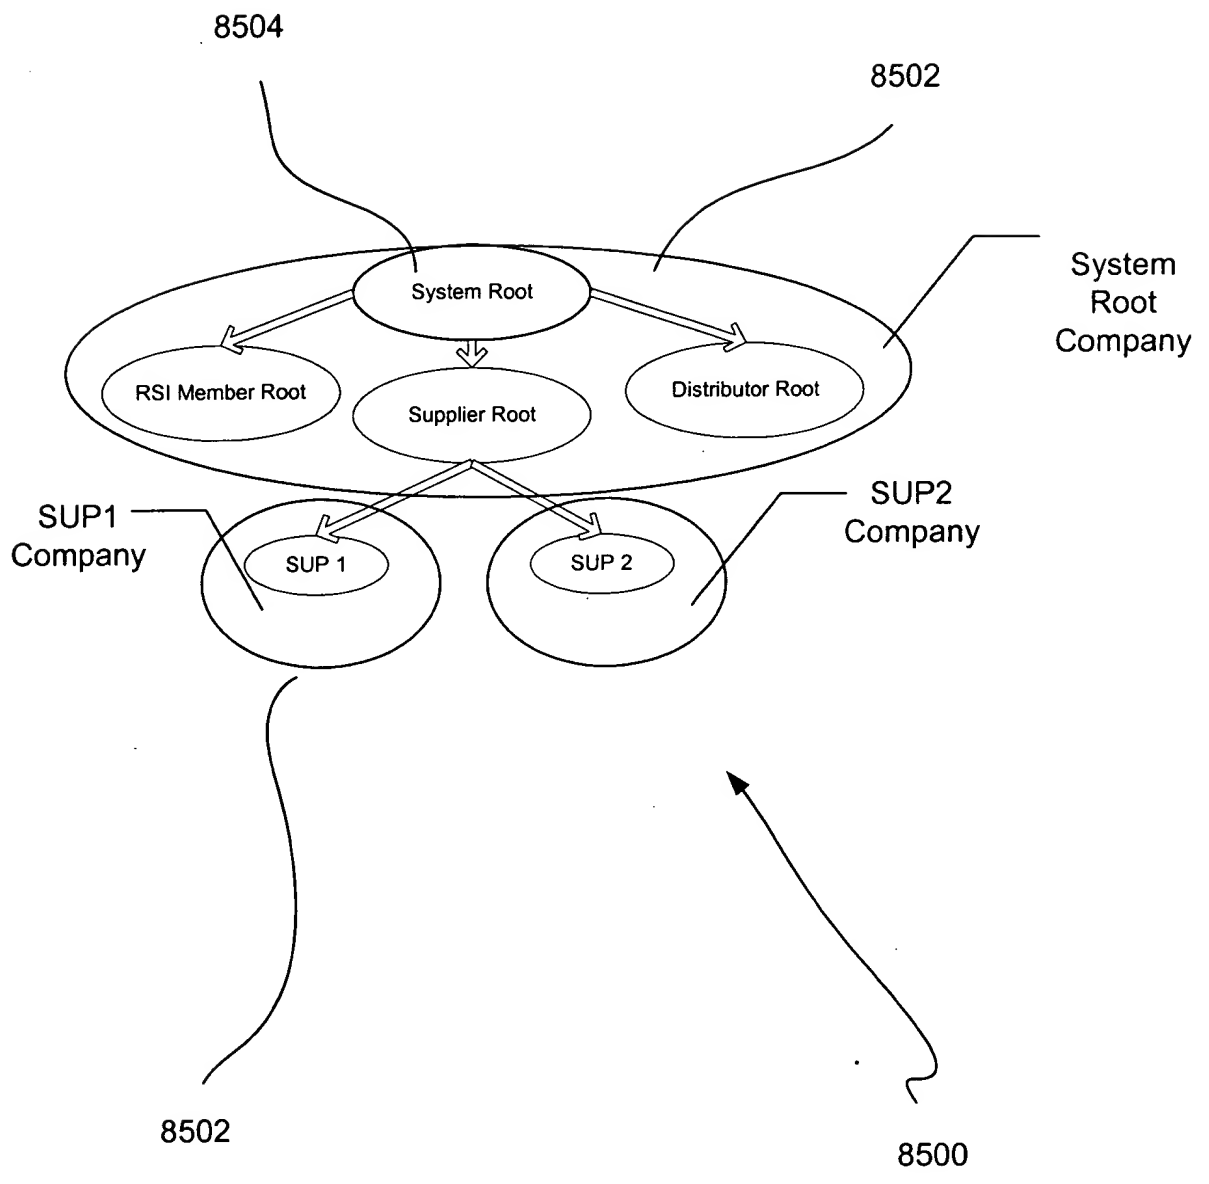 8504
8502
System
Root
Company
System Root
RSI Member Root
Supplier Root
Distributor Root
SUP1
Company
SUP2
Company
SUP 1
SUP 2
8502
8500